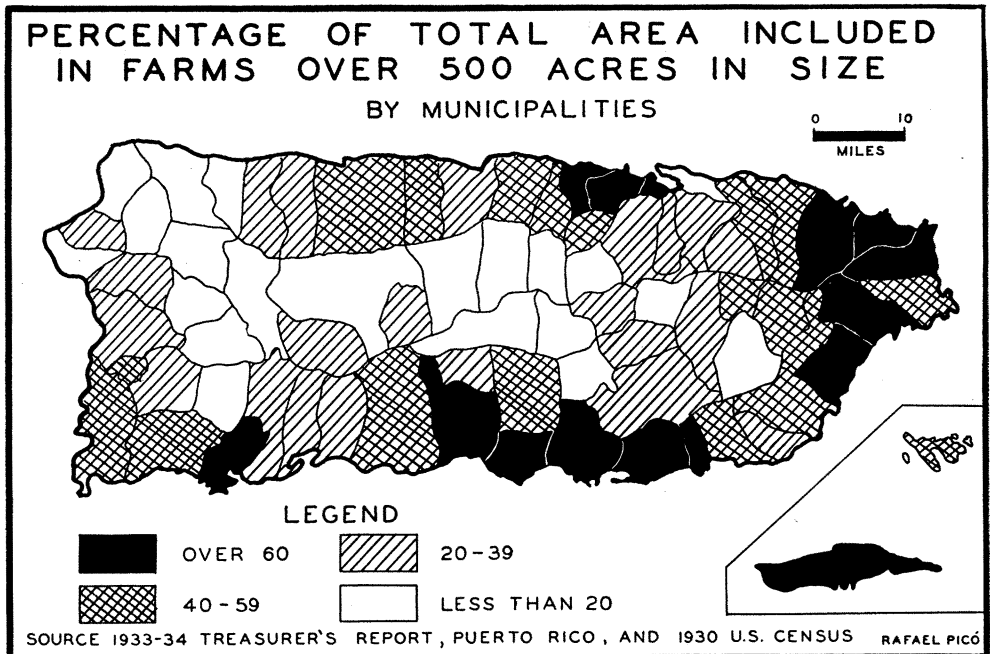 PERCENTAGE OF TOTAL AREA INCLUDED
IN FARMS OVER 500 ACRES IN SIZE
BY MUNICIPALITIES
0 10
MILES
LEGEND
OVER 60
20-39
40-59
LESS THAN 20
SOURCE 1933-34 TREASURER'S REPORT, PUERTO RICO, AND 1930 U.S. CENSUS
RAFAEL PICÓ